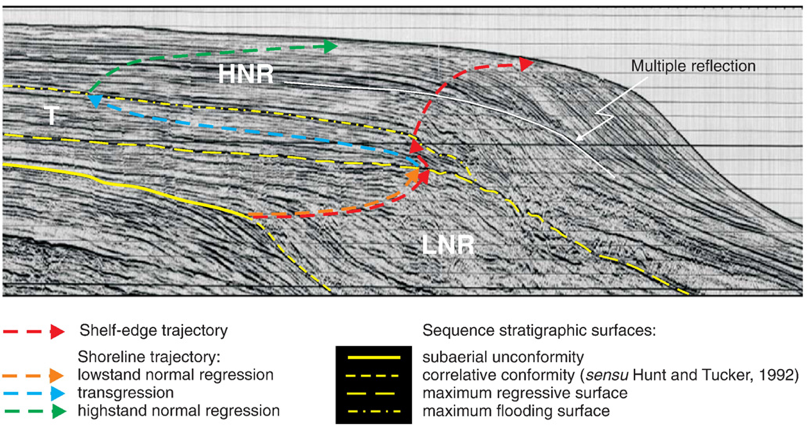 HNR
Multiple reflection
T
LNR
Shelf-edge trajectory
Shoreline trajectory:
lowstand normal regression
transgression
highstand normal regression
Sequence stratigraphic surfaces:
subaerial unconformity
correlative conformity (sensu Hunt and Tucker, 1992)
maximum regressive surface
maximum flooding surface